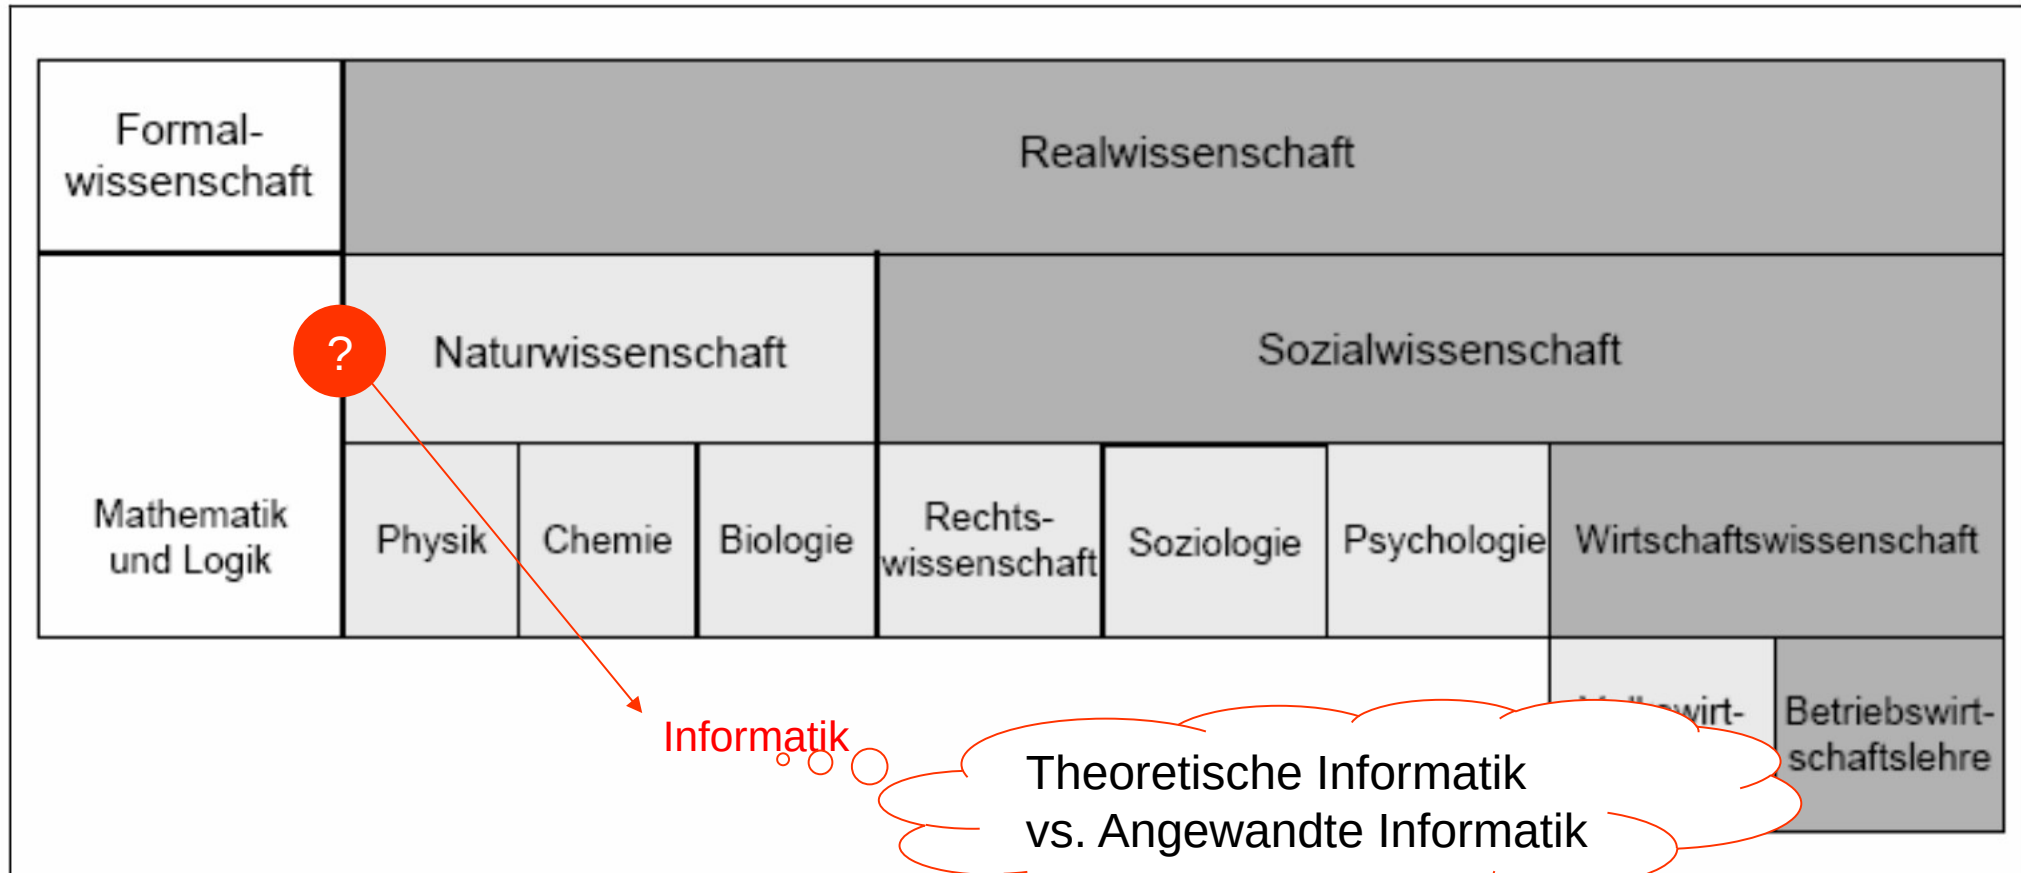 Formal-
wissenschaft
Realwissenschaft
?
Naturwissenschaft
Sozialwissenschaft
Mathematik
und Logik
Physik
Chemie
Biologie
Rechts-
wissenschaft
Soziologie
Psychologie
Wirtschaftswissenschaft
Betriebswirt-
schaftslehre
Informatik
Theoretische Informatik
vs. Angewandte Informatik